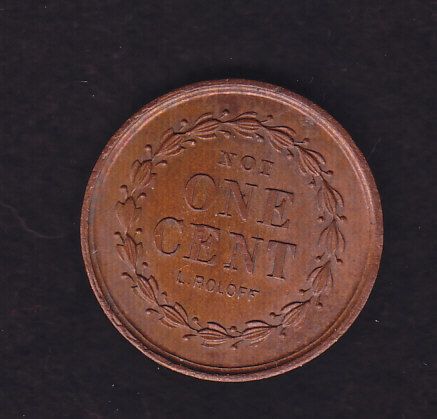 NOT
ONE
CENT
L. ROLOFF